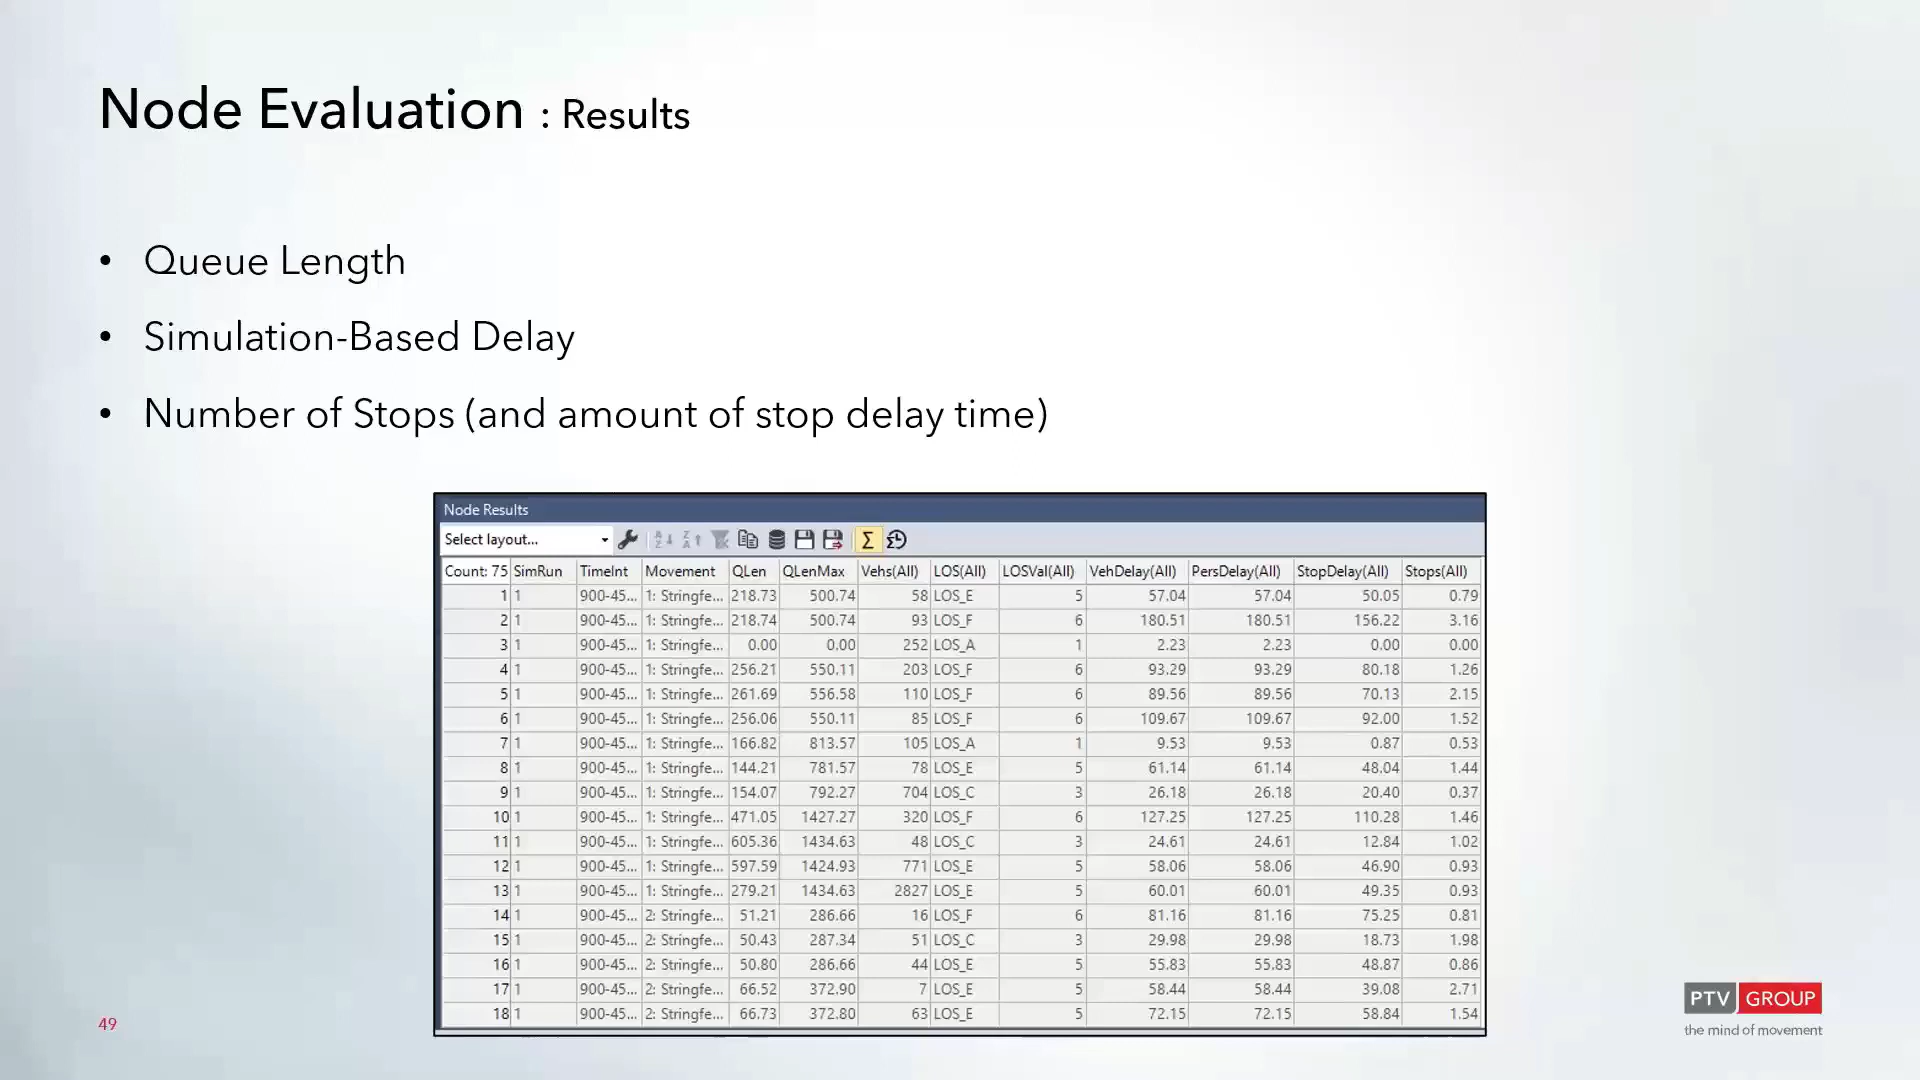 Node Evaluation : Results
• Queue Length
• Simulation-Based Delay
• Number of Stops (and amount of stop delay time)
Node Results
Select layout...
Count: 75 SimRun TimeInt Movement QLen QLenMax Vehs(All) LOS(All) LOSVal(All) VehDelay(All) PersDelay(All) StopDelay(All) Stops(All)
1 1 900-45... 1: Stringfe... 218.73 500.74 58 LOS_E 5 57.04 57.04 50.05 0.79
2 1 900-45... 1: Stringfe... 218.74 500.74 93 LOS_F 6 180.51 180.51 156.22 3.16
3 1 900-45... 1: Stringfe... 0.00 0.00 252 LOS_A 1 2.23 2.23 0.00 0.00
4 1 900-45... 1: Stringfe... 256.21 550.11 203 LOS_F 6 93.29 93.29 80.18 1.26
5 1 900-45... 1: Stringfe... 261.69 556.58 110 LOS_F 6 89.56 89.56 70.13 2.15
6 1 900-45... 1: Stringfe... 256.06 550.11 85 LOS_F 6 109.67 109.67 92.00 1.52
7 1 900-45... 1: Stringfe... 166.82 813.57 105 LOS_A 1 9.53 9.53 0.87 0.53
8 1 900-45... 1: Stringfe... 144.21 781.57 78 LOS_E 5 61.14 61.14 48.04 1.44
9 1 900-45... 1: Stringfe... 154.07 792.27 704 LOS_C 3 26.18 26.18 20.40 0.37
10 1 900-45... 1: Stringfe... 471.05 1427.27 320 LOS_F 6 127.25 127.25 110.28 1.46
11 1 900-45... 1: Stringfe... 605.36 1434.63 48 LOS_C 3 24.61 24.61 12.84 1.02
12 1 900-45... 1: Stringfe... 597.59 1424.93 771 LOS_E 5 58.06 58.06 46.90 0.93
13 1 900-45... 1: Stringfe... 279.21 1434.63 2827 LOS_E 5 60.01 60.01 49.35 0.93
14 1 900-45... 2: Stringfe... 51.21 286.66 16 LOS_F 6 81.16 81.16 75.25 0.81
15 1 900-45... 2: Stringfe... 50.43 287.34 51 LOS_C 3 29.98 29.98 18.73 1.98
16 1 900-45... 2: Stringfe... 50.80 286.66 44 LOS_E 5 55.83 55.83 48.87 0.86
17 1 900-45... 2: Stringfe... 66.52 372.90 7 LOS_E 5 58.44 58.44 39.08 2.71
18 1 900-45... 2: Stringfe... 66.73 372.80 63 LOS_E 5 72.15 72.15 58.84 1.54
49
PTV GROUP
the mind of movement